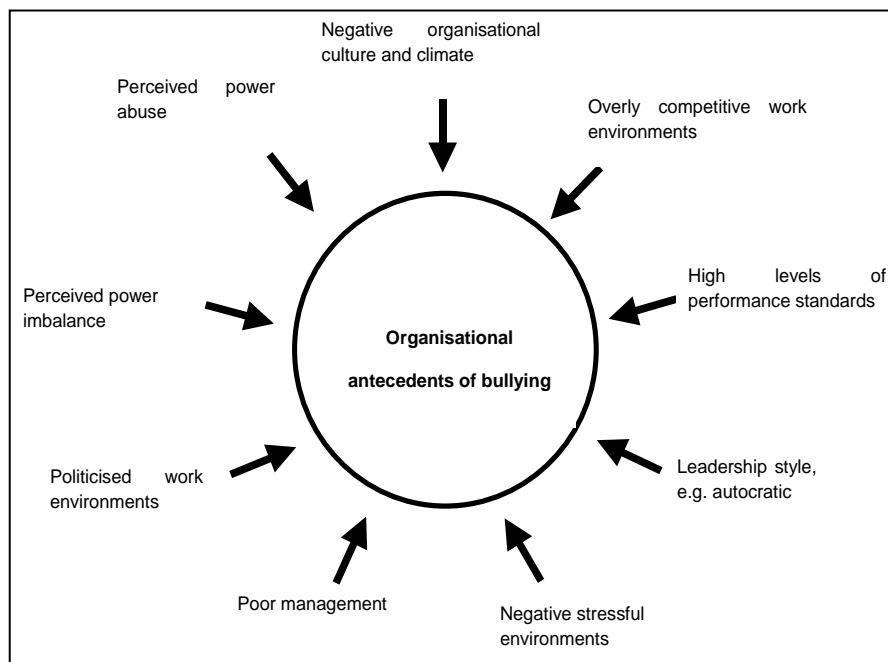 Negative organisational
culture and climate
Perceived power
abuse
Overly competitive work
environments
High levels of
performance standards
Perceived power
imbalance
Organisational
antecedents of bullying
Leadership style,
e.g. autocratic
Politicised work
environments
Poor management
Negative stressful
environments